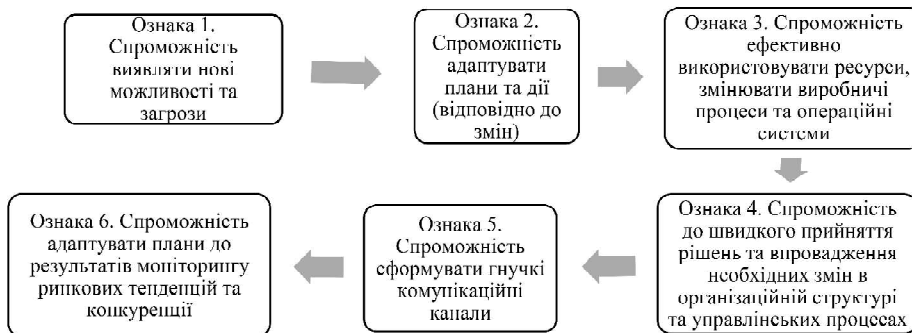 Ознака 1.
Спроможність
виявляти нові
можливості та
загрози
Ознака 2.
Спроможність
адаптувати
плани та дії
(відповідно до
змін)
Ознака 3. Спроможність
ефективно
використовувати ресурси,
змінювати виробничі
процеси та операційні
системи
Ознака 4. Спроможність
до швидкого прийняття
рішень та впровадження
необхідних змін в
організаційній структурі
та управлінських процесах
Ознака 5.
Спроможність
сформувати гнучкі
комунікаційні
канали
Ознака 6. Спроможність
адаптувати плани до
результатів моніторингу
ринкових тенденцій та
конкуренції